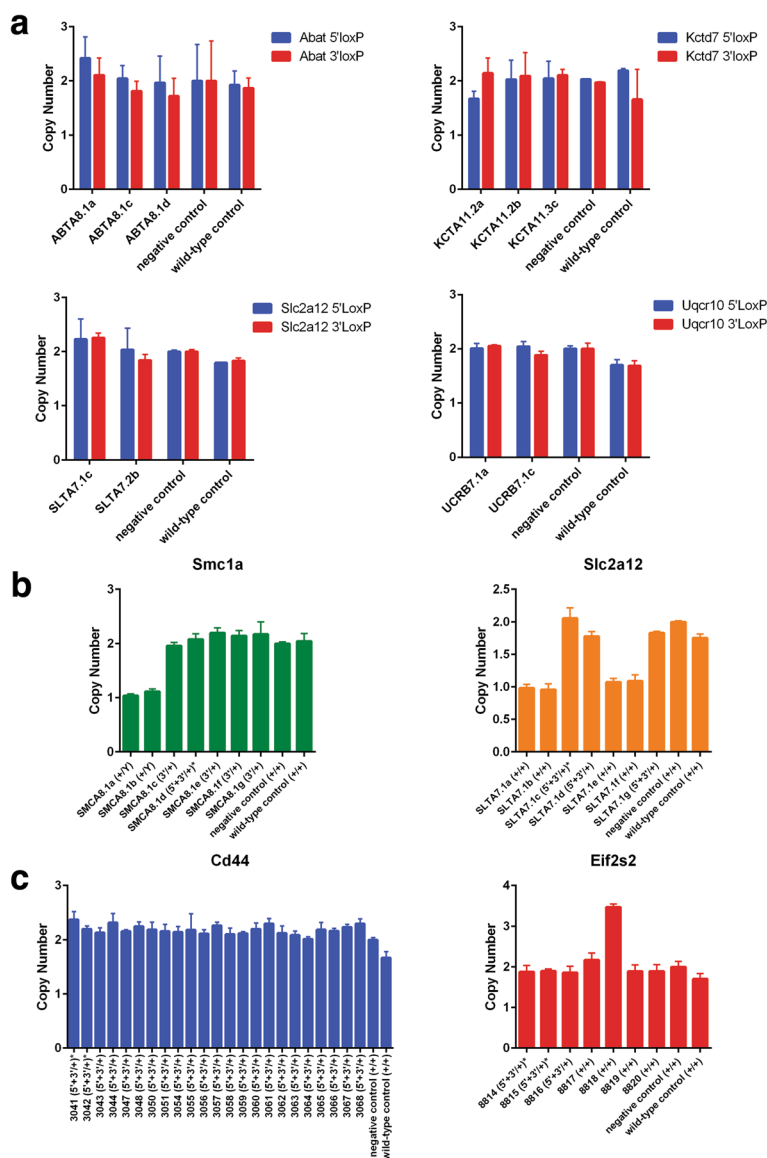 a
Copy Number
3
2
1
0
Abat 5'loxP
Abat 3'loxP
ABTA8.1a
ABTA8.1c
ABTA8.1d
negative control
wild-type control
Copy Number
3
2
1
0
Kctd7 5'loxP
Kctd7 3'loxP
KCTA11.2a
KCTA11.2b
KCTA11.3c
negative control
wild-type control
Copy Number
3
2
1
0
Slc2a12 5'LoxP
Slc2a12 3'LoxP
SLTA7.1c
SLTA7.2b
negative control
wild-type control
Copy Number
3
2
1
0
Uqcr10 5'LoxP
Uqcr10 3'LoxP
UCRB7.1a
UCRB7.1c
negative control
wild-type control
b
Smc1a
Copy Number
3
2
1
0
SMCA8.1a (+/Y)
SMCA8.1b (+/Y)
SMCA8.1c (3'/+)
SMCA8.1d (5'+3'/+)*
SMCA8.1e (3'/+)
SMCA8.1f (3'/+)
SMCA8.1g (3'/+)
negative control (+/+)
wild-type control (+/+)
Slc2a12
Copy Number
2.5
2.0
1.5
1.0
0.5
0.0
SLTA7.1a (+/+)
SLTA7.1b (+/+)
SLTA7.1c (5'+3'/+)*
SLTA7.1d (5'+3'/+)
SLTA7.1e (+/+)
SLTA7.1f (+/+)
SLTA7.1g (5'+3'/+)
negative control (+/+)
wild-type control (+/+)
c
Cd44
Copy Number
3
2
1
0
3041 (5'+3'/+)*
3042 (5'+3'/+)*
3043 (5'+3'/+)
3044 (5'+3'/+)
3047 (5'+3'/+)
3048 (5'+3'/+)
3050 (5'+3'/+)
3051 (5'+3'/+)
3054 (5'+3'/+)
3055 (5'+3'/+)
3056 (5'+3'/+)
3057 (5'+3'/+)
3058 (5'+3'/+)
3059 (5'+3'/+)
3060 (5'+3'/+)
3061 (5'+3'/+)
3062 (5'+3'/+)
3063 (5'+3'/+)
3064 (5'+3'/+)
3065 (5'+3'/+)
3066 (5'+3'/+)
3067 (5'+3'/+)
3068 (5'+3'/+)
negative control (+/+)
wild-type control (+/+)
Eif2s2
Copy Number
4
3
2
1
0
8814 (5'+3'/+)*
8815 (5'+3'/+)*
8816 (5'+3'/+)
8817 (+/+)
8818 (+/+)
8819 (+/+)
8820 (+/+)
negative control (+/+)
wild-type control (+/+)